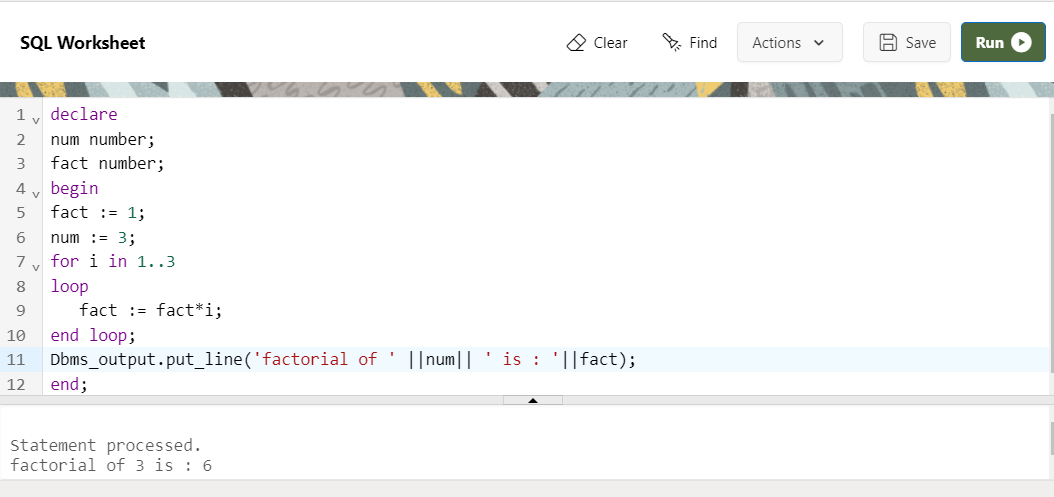 SQL Worksheet Clear Find Actions Save Run
1 declare
2 num number;
3 fact number;
4 begin
5 fact := 1;
6 num := 3;
7 for i in 1..3
8 loop
9    fact := fact*i;
10 end loop;
11 Dbms_output.put_line('factorial of ' ||num|| ' is : '||fact);
12 end;
Statement processed.
factorial of 3 is : 6